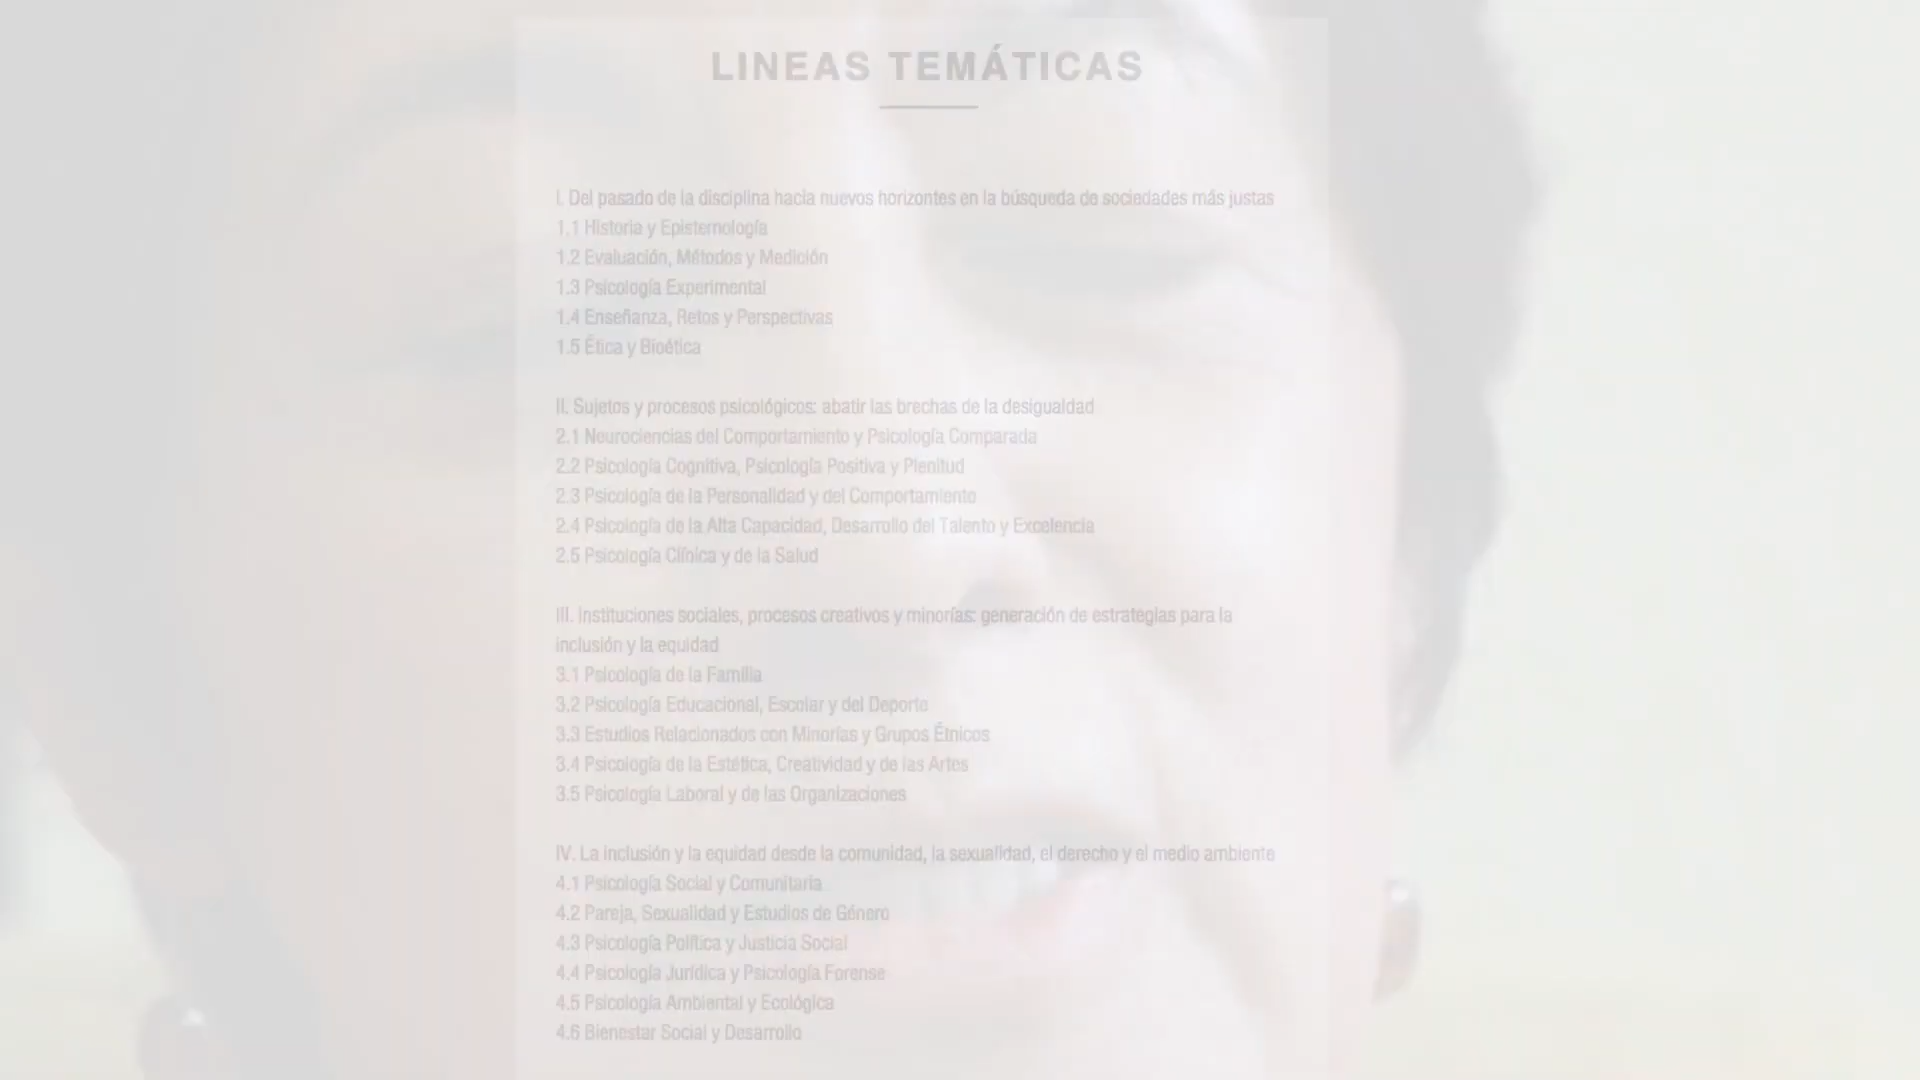 LINEAS TEMÁTICAS
I. Del pasado de la disciplina hacia nuevos horizontes en la búsqueda de sociedades más justas
1.1 Historia y Epistemología
1.2 Evaluación, Métodos y Medición
1.3 Psicología Experimental
1.4 Enseñanza, Retos y Perspectivas
1.5 Ética y Bioética
II. Sujetos y procesos psicológicos: abatir las brechas de la desigualdad
2.1 Neurociencias del Comportamiento y Psicología Comparada
2.2 Psicología Cognitiva, Psicología Positiva y Plenitud
2.3 Psicología de la Personalidad y del Comportamiento
2.4 Psicología de la Alta Capacidad, Desarrollo del Talento y Excelencia
2.5 Psicología Clínica y de la Salud
III. Instituciones sociales, procesos creativos y minorías: generación de estrategias para la
inclusión y la equidad
3.1 Psicología de la Familia
3.2 Psicología Educacional, Escolar y del Deporte
3.3 Estudios Relacionados con Minorías y Grupos Étnicos
3.4 Psicología de la Estética, Creatividad y de las Artes
3.5 Psicología Laboral y de las Organizaciones
IV. La inclusión y la equidad desde la comunidad, la sexualidad, el derecho y el medio ambiente
4.1 Psicología Social y Comunitaria
4.2 Pareja, Sexualidad y Estudios de Género
4.3 Psicología Política y Justicia Social
4.4 Psicología Jurídica y Psicología Forense
4.5 Psicología Ambiental y Ecológica
4.6 Bienestar Social y Desarrollo